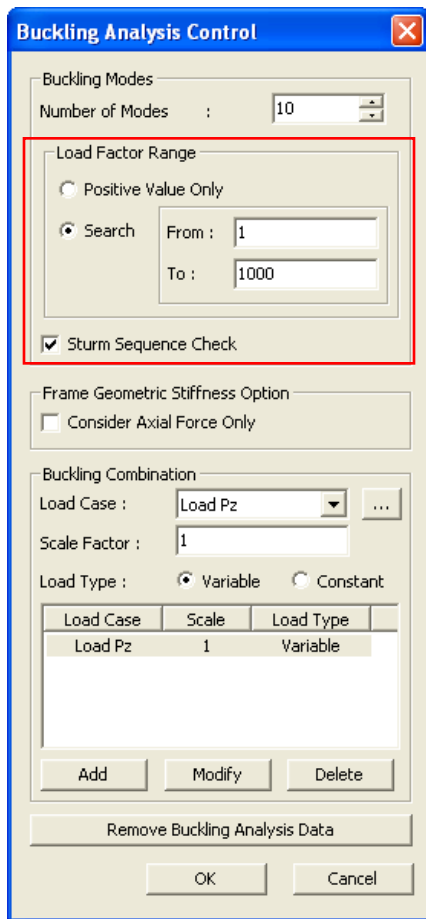 Buckling Analysis Control
Buckling Modes
Number of Modes : 10
Load Factor Range
Positive Value Only
Search From : 1
To : 1000
Sturm Sequence Check
Frame Geometric Stiffness Option
Consider Axial Force Only
Buckling Combination
Load Case : Load Pz ...
Scale Factor : 1
Load Type : Variable Constant
Load Case Scale Load Type
Load Pz 1 Variable
Add Modify Delete
Remove Buckling Analysis Data
OK Cancel